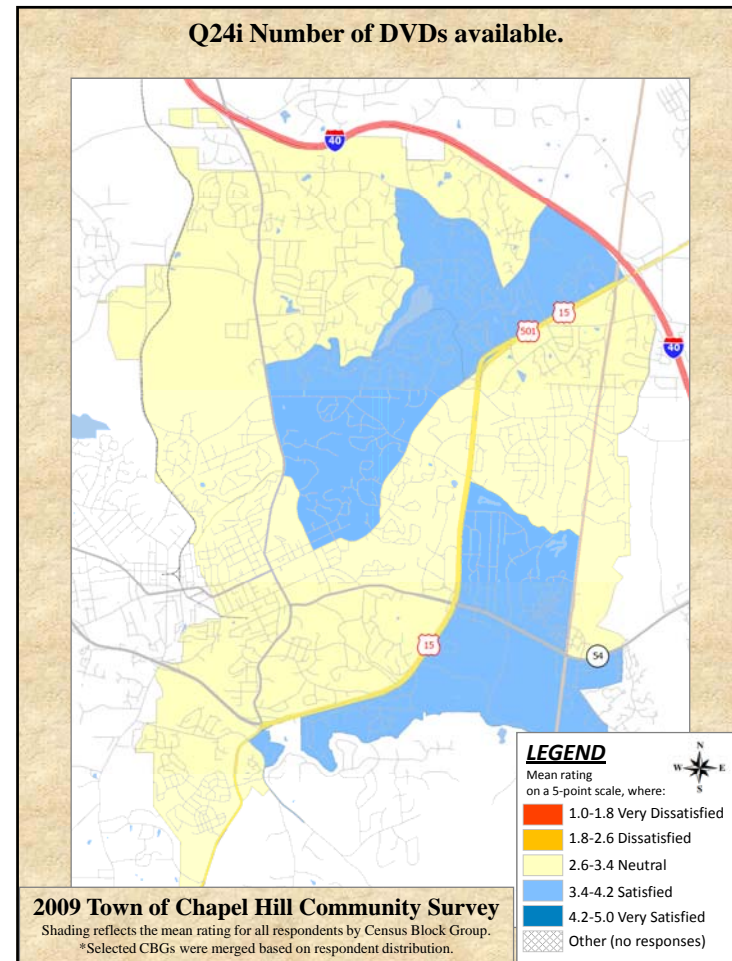 Q24i Number of DVDs available.
40
15
501
40
15
54
LEGEND
Mean rating
on a 5-point scale, where:
N
W E
S
1.0-1.8 Very Dissatisfied
1.8-2.6 Dissatisfied
2.6-3.4 Neutral
3.4-4.2 Satisfied
4.2-5.0 Very Satisfied
Other (no responses)
2009 Town of Chapel Hill Community Survey
Shading reflects the mean rating for all respondents by Census Block Group.
*Selected CBGs were merged based on respondent distribution.